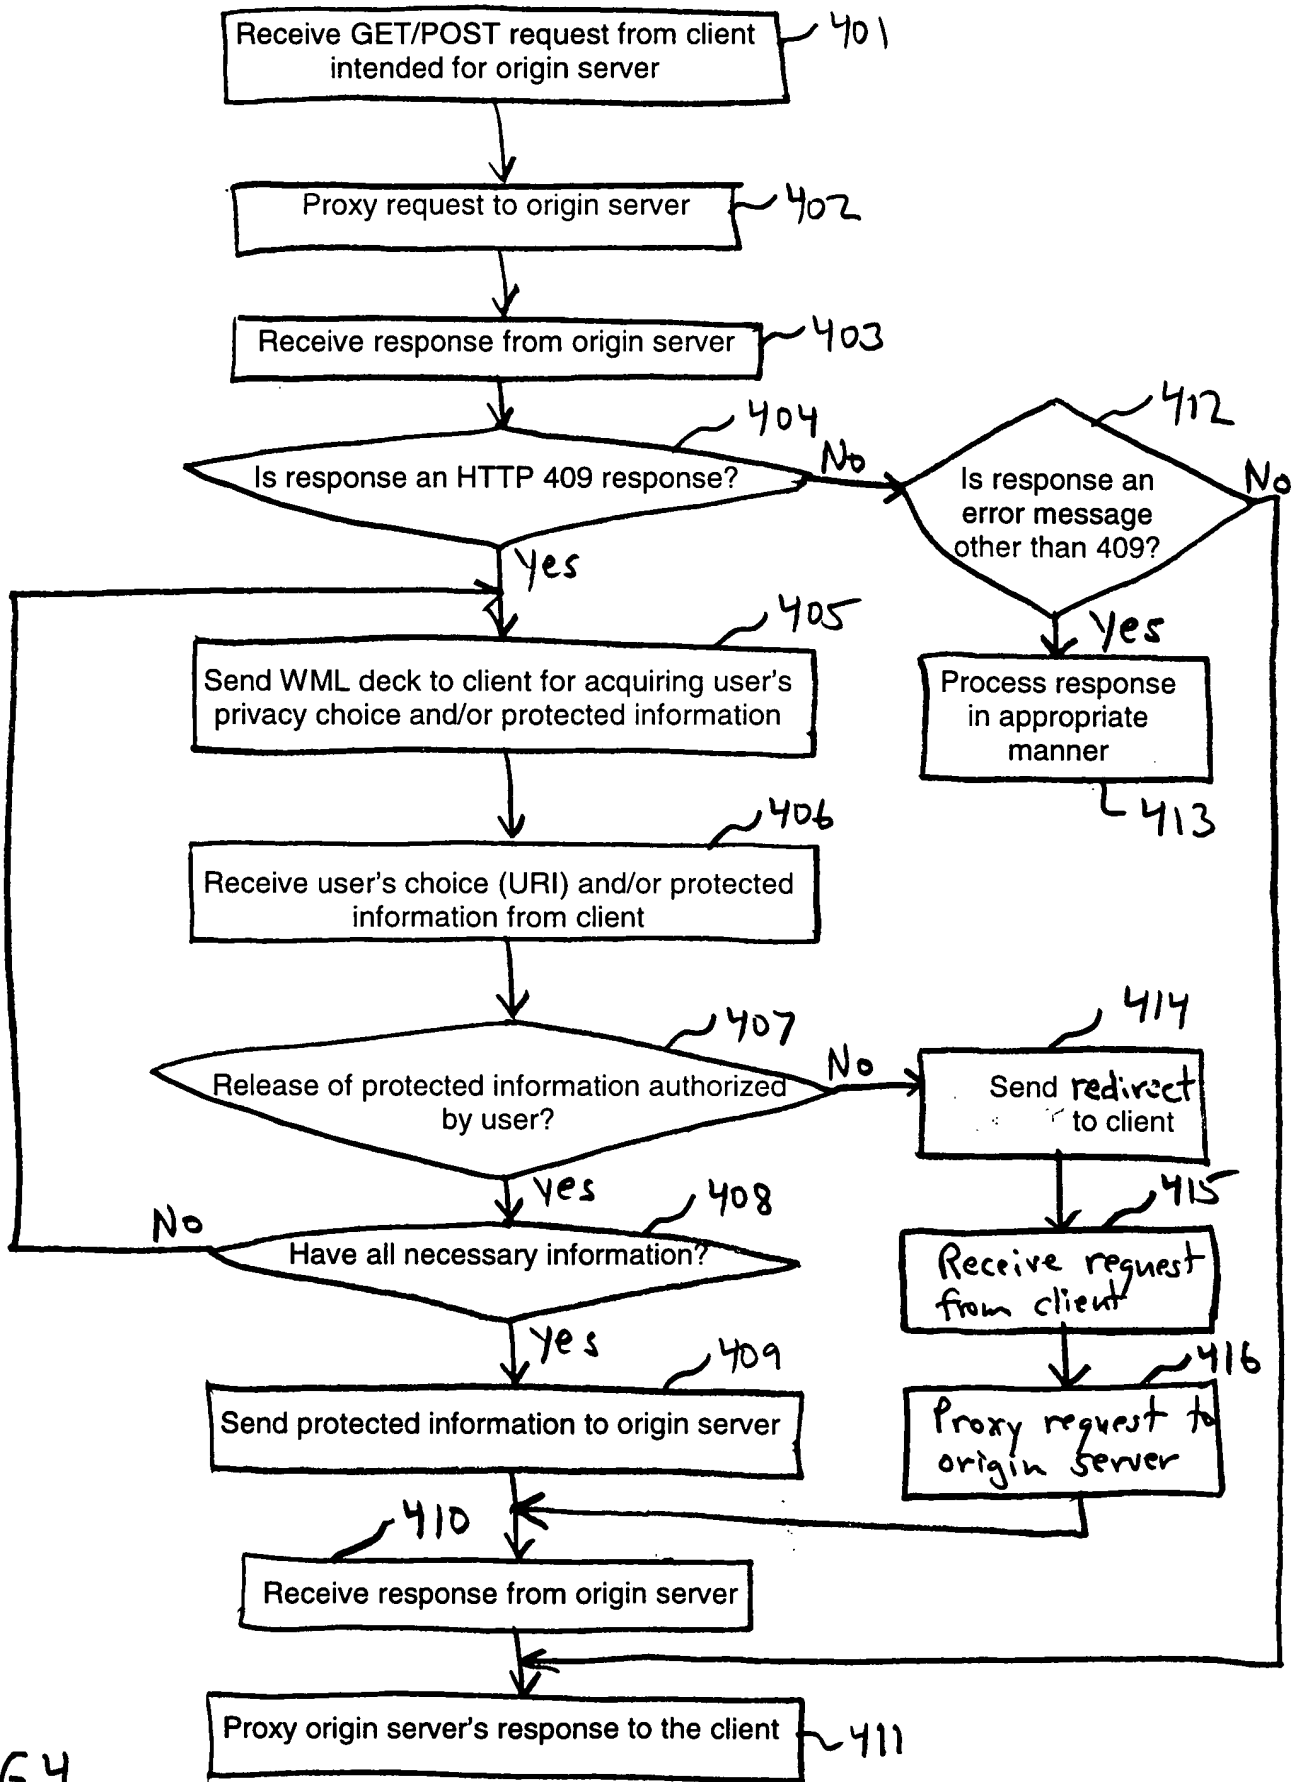 Receive GET/POST request from client
intended for origin server
401
Proxy request to origin server
402
Receive response from origin server
403
404
Is response an HTTP 409 response?
No
412
Is response an
error message
other than 409?
No
Yes
Yes
405
Send WML deck to client for acquiring user's
privacy choice and/or protected information
Process response
in appropriate
manner
413
406
Receive user's choice (URI) and/or protected
information from client
407
Release of protected information authorized
by user?
No
414
Send redirect
to client
Yes
408
No
Have all necessary information?
415
Receive request
from client
Yes
409
Send protected information to origin server
416
Proxy request to
origin server
410
Receive response from origin server
Proxy origin server's response to the client
411
G 4